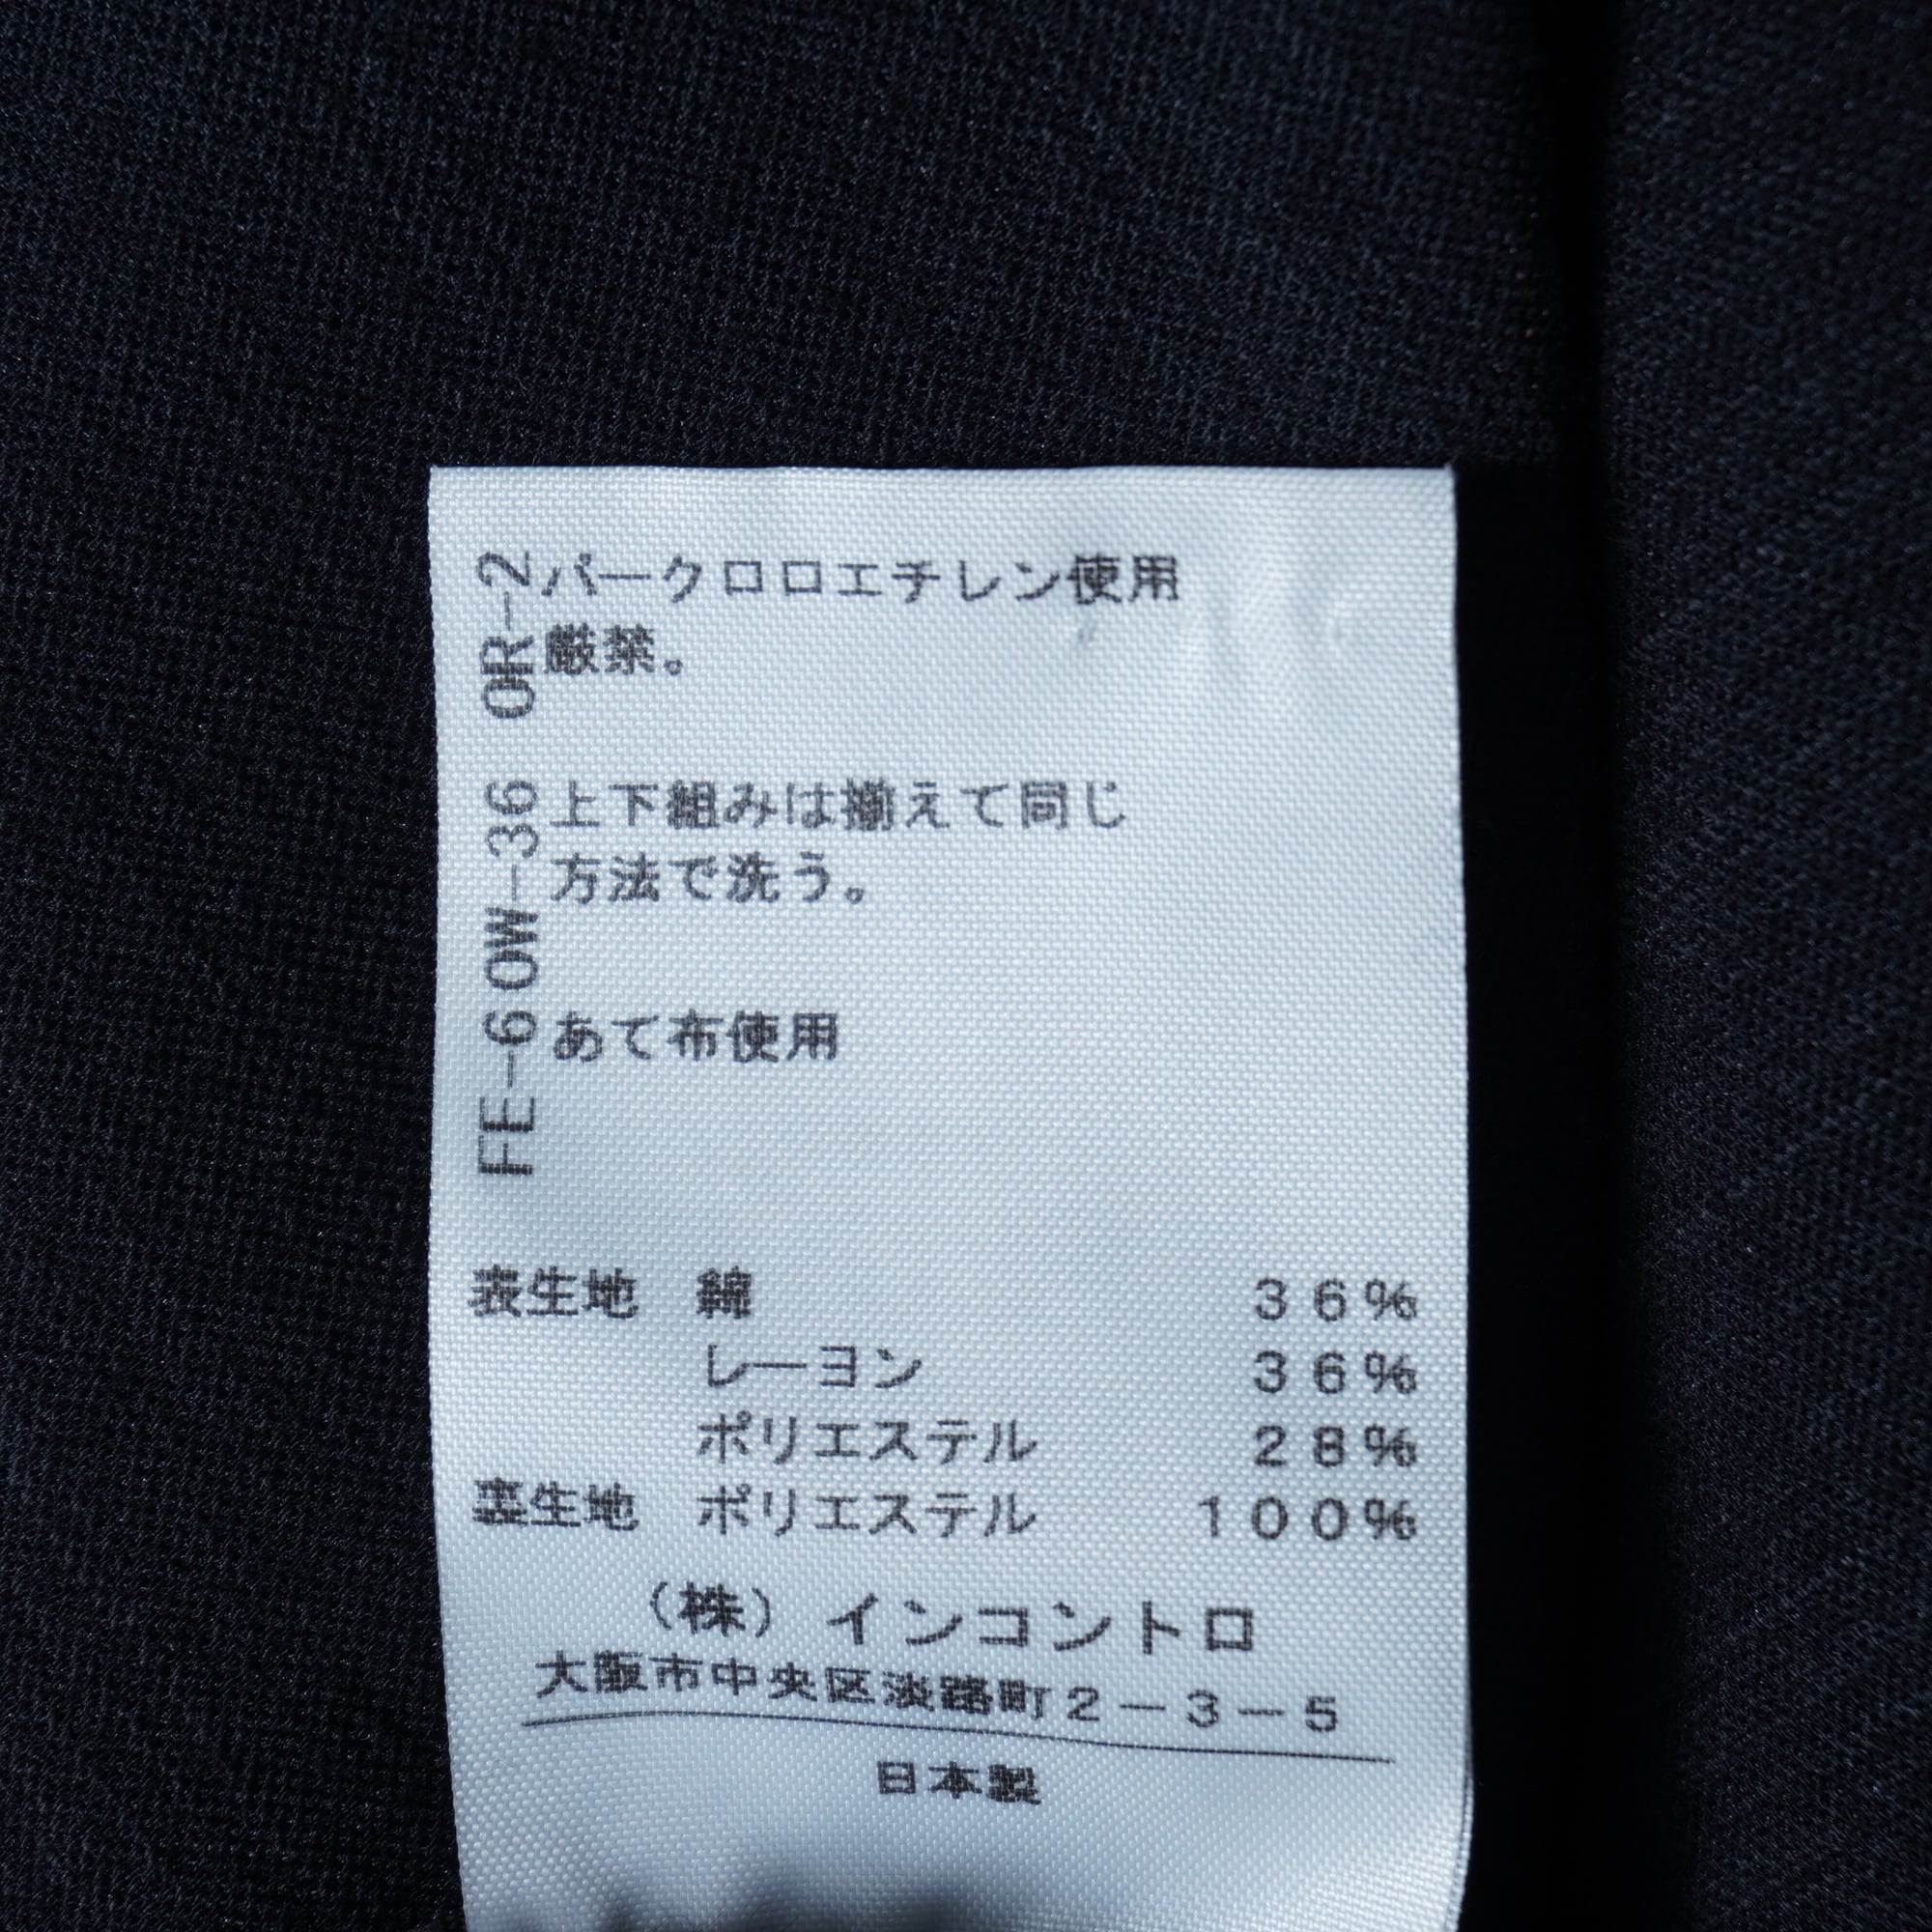 OR-2 パークロロエチレン使用
厳禁。
OW-36 上下組みは揃えて同じ
方法で洗う。
FE-6 あて布使用
表生地 綿 36%
レーヨン 36%
ポリエステル 28%
裏生地 ポリエステル 100%
(株) インコントロ
大阪市中央区淡路町2-3-5
日本製